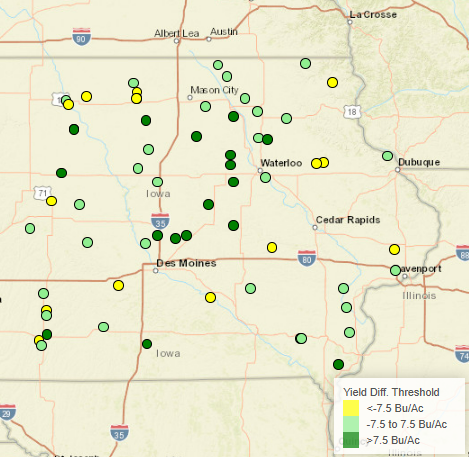 La Crosse
Albert Lea
Austin
90
Mason City
18
Waterloo
Dubuque
71
Iowa
35
Cedar Rapids
80
88
Des Moines
Illinois
Iowa
74
Yield Diff. Threshold
<-7.5 Bu/Ac
-7.5 to 7.5 Bu/Ac
>7.5 Bu/Ac
29
35